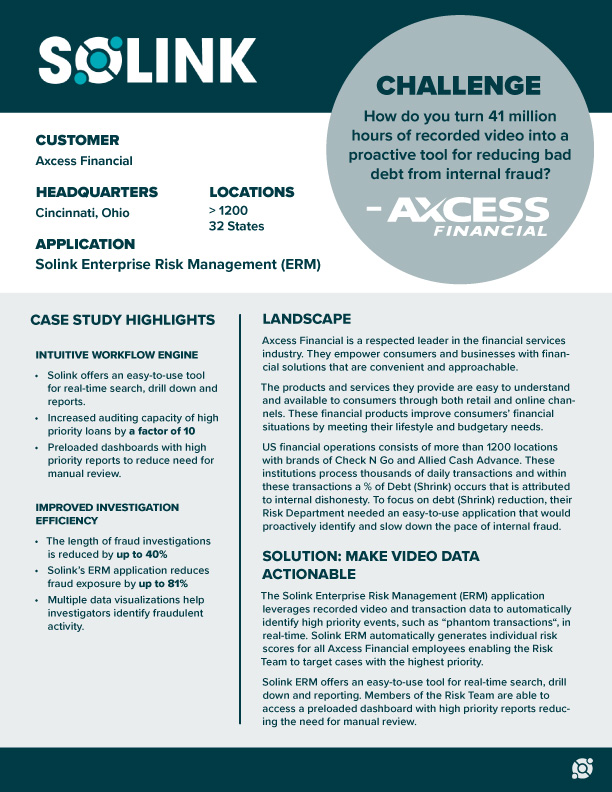 SOLINK
CHALLENGE
How do you turn 41 million
hours of recorded video into a
proactive tool for reducing bad
debt from internal fraud?
AXCESS
FINANCIAL
CUSTOMER
Axcess Financial
HEADQUARTERS
Cincinnati, Ohio
LOCATIONS
> 1200
32 States
APPLICATION
Solink Enterprise Risk Management (ERM)
CASE STUDY HIGHLIGHTS
INTUITIVE WORKFLOW ENGINE
• Solink offers an easy-to-use tool
for real-time search, drill down and
reports.
• Increased auditing capacity of high
priority loans by a factor of 10
• Preloaded dashboards with high
priority reports to reduce need for
manual review.
IMPROVED INVESTIGATION
EFFICIENCY
• The length of fraud investigations
is reduced by up to 40%
• Solink's ERM application reduces
fraud exposure by up to 81%
• Multiple data visualizations help
investigators identify fraudulent
activity.
LANDSCAPE
Axcess Financial is a respected leader in the financial services
industry. They empower consumers and businesses with finan-
cial solutions that are convenient and approachable.
The products and services they provide are easy to understand
and available to consumers through both retail and online chan-
nels. These financial products improve consumers' financial
situations by meeting their lifestyle and budgetary needs.
US financial operations consists of more than 1200 locations
with brands of Check N Go and Allied Cash Advance. These
institutions process thousands of daily transactions and within
these transactions a % of Debt (Shrink) occurs that is attributed
to internal dishonesty. To focus on debt (Shrink) reduction, their
Risk Department needed an easy-to-use application that would
proactively identify and slow down the pace of internal fraud.
SOLUTION: MAKE VIDEO DATA
ACTIONABLE
The Solink Enterprise Risk Management (ERM) application
leverages recorded video and transaction data to automatically
identify high priority events, such as "phantom transactions", in
real-time. Solink ERM automatically generates individual risk
scores for all Axcess Financial employees enabling the Risk
Team to target cases with the highest priority.
Solink ERM offers an easy-to-use tool for real-time search, drill
down and reporting. Members of the Risk Team are able to
access a preloaded dashboard with high priority reports reduc-
ing the need for manual review.